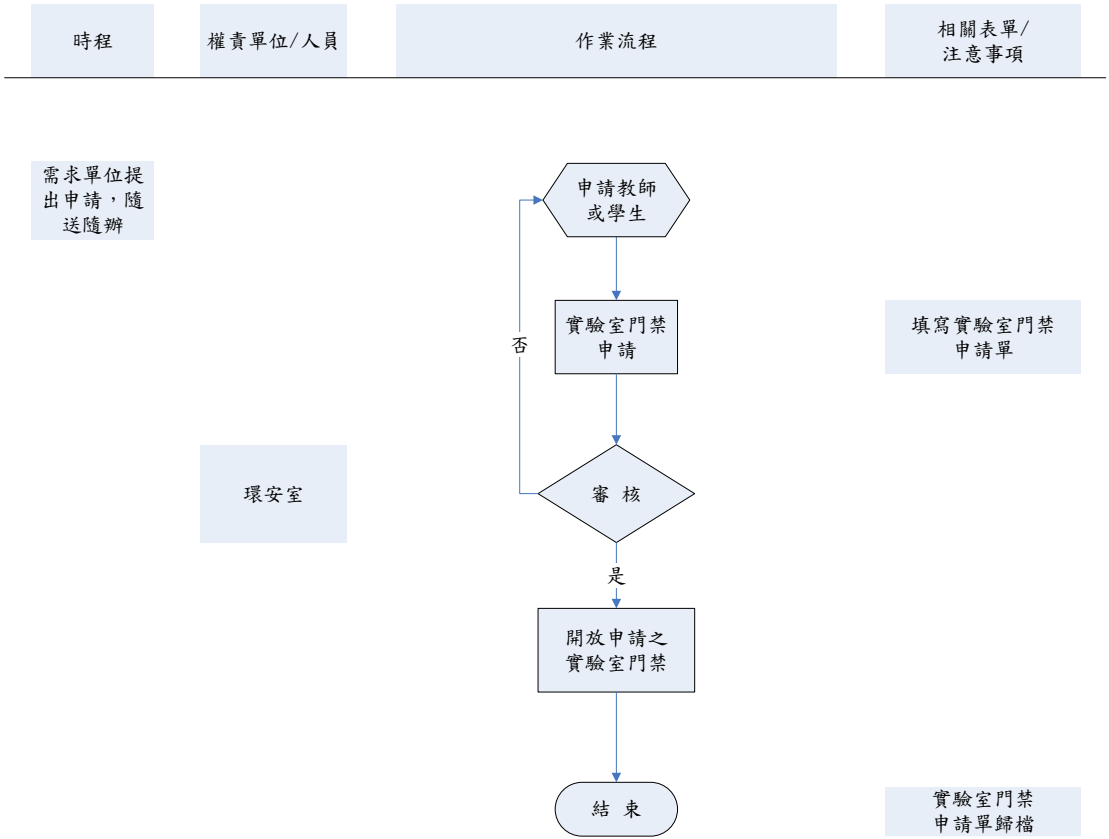 時程
權責單位/人員
作業流程
相關表單/
注意事項
需求單位提
出申請，隨
送隨辦
申請教師
或學生
實驗室門禁
申請
填寫實驗室門禁
申請單
否
環安室
審 核
是
開放申請之
實驗室門禁
結 束
實驗室門禁
申請單歸檔